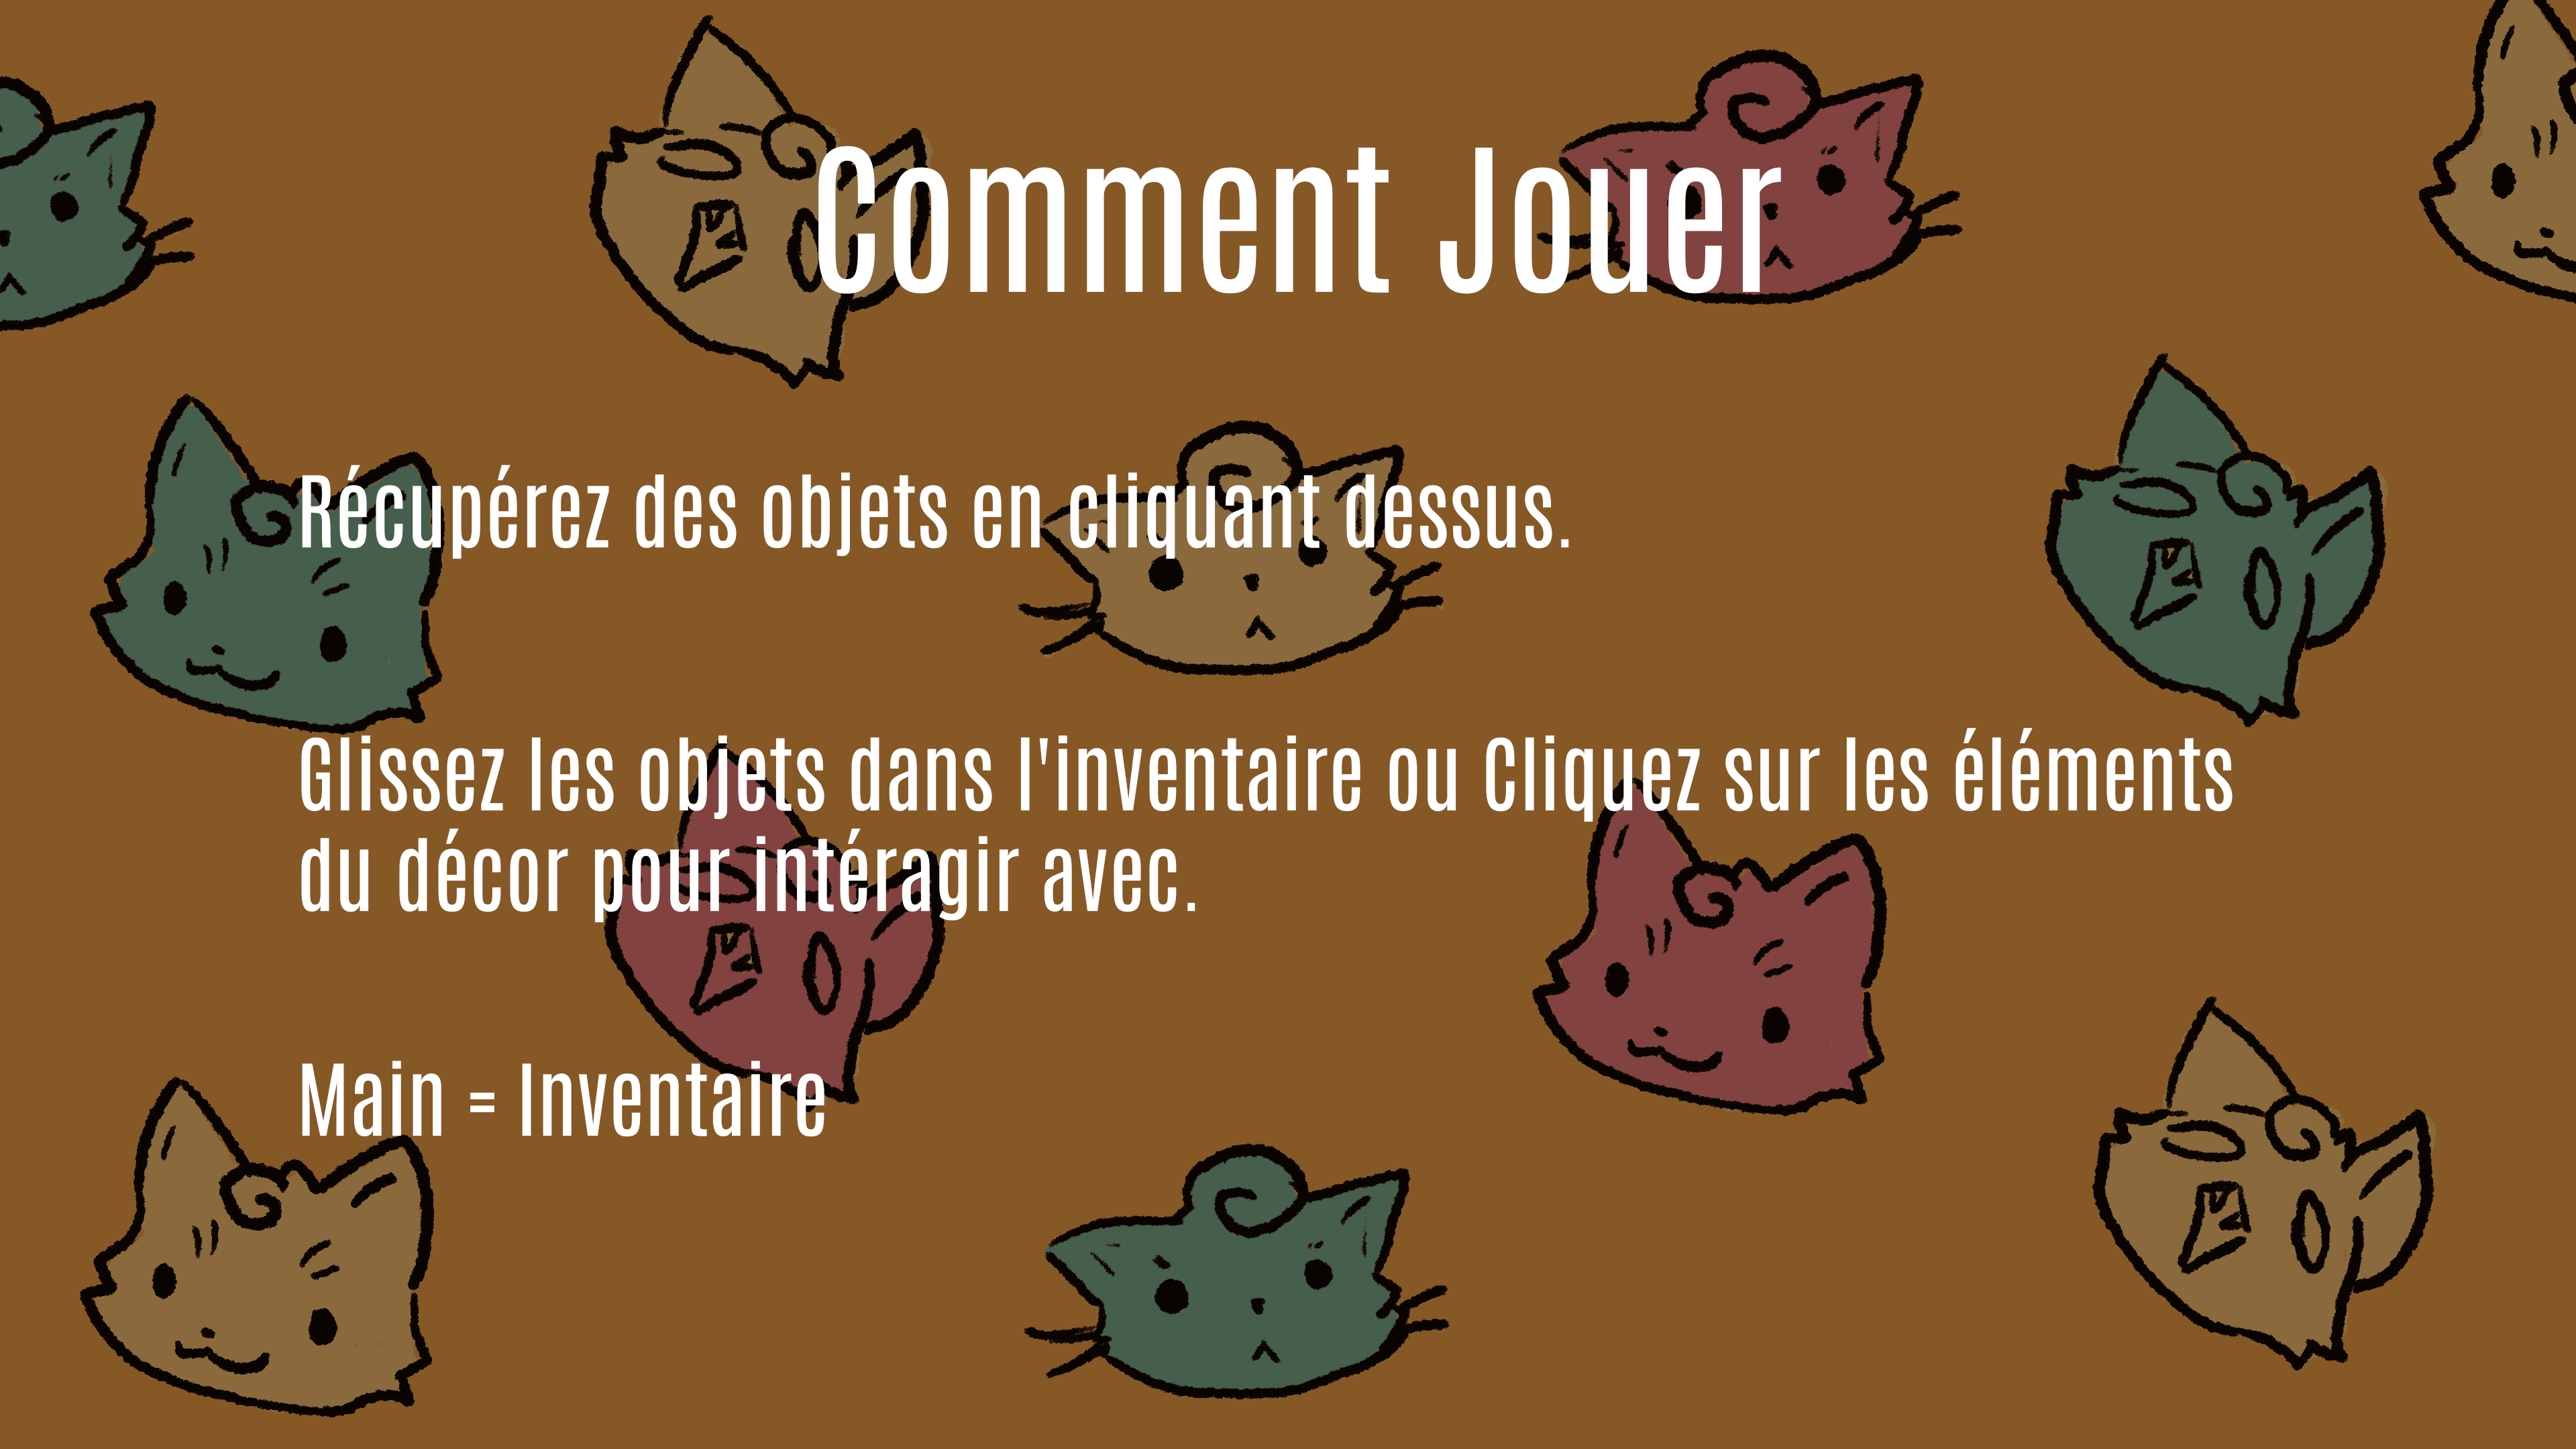 Comment Jouer
Récupérez des objets en cliquant dessus.
Glissez les objets dans l'inventaire ou Cliquez sur les éléments
du décor pour intéragir avec.
Main = Inventaire